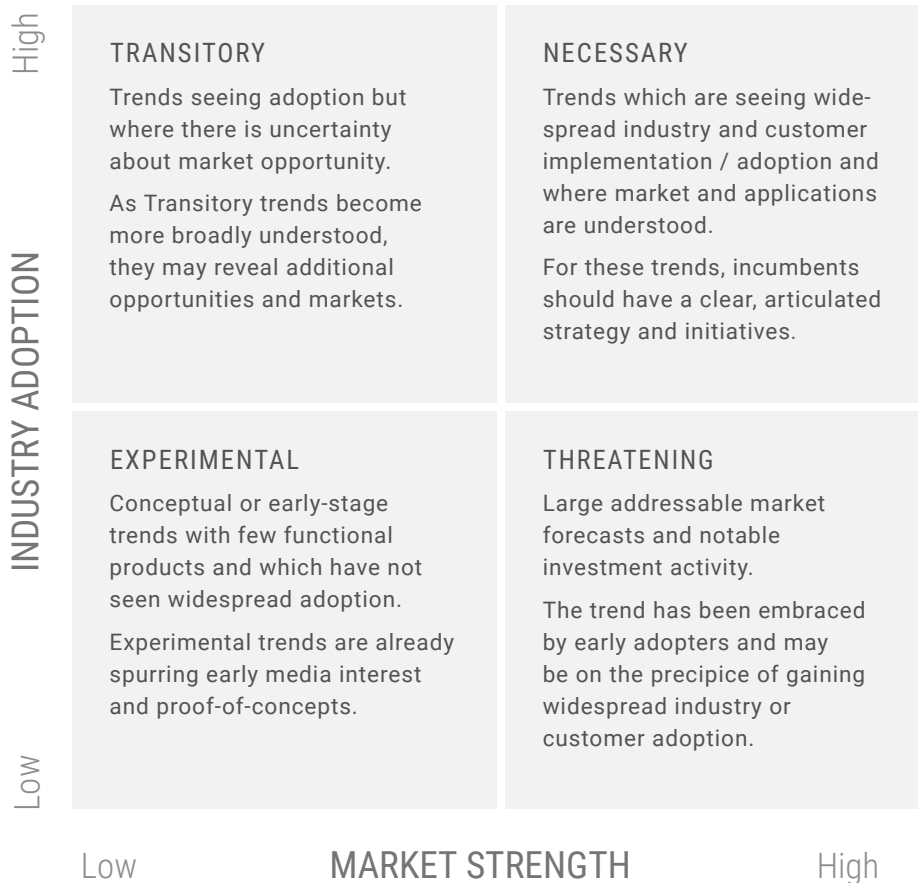 High
INDUSTRY ADOPTION
Low
TRANSITORY
Trends seeing adoption but
where there is uncertainty
about market opportunity.
As Transitory trends become
more broadly understood,
they may reveal additional
opportunities and markets.
NECESSARY
Trends which are seeing wide-
spread industry and customer
implementation / adoption and
where market and applications
are understood.
For these trends, incumbents
should have a clear, articulated
strategy and initiatives.
EXPERIMENTAL
Conceptual or early-stage
trends with few functional
products and which have not
seen widespread adoption.
Experimental trends are already
spurring early media interest
and proof-of-concepts.
THREATENING
Large addressable market
forecasts and notable
investment activity.
The trend has been embraced
by early adopters and may
be on the precipice of gaining
widespread industry or
customer adoption.
Low
MARKET STRENGTH
High